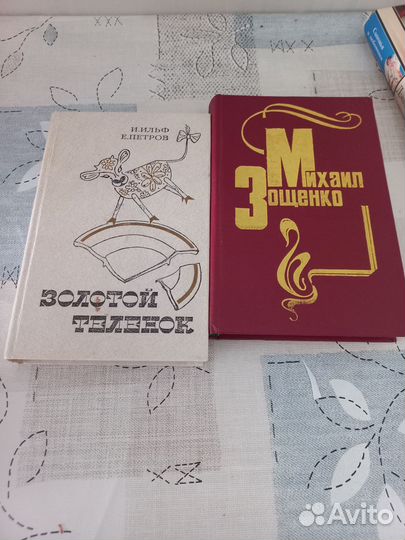 И. ИЛЬФ
Е. ПЕТРОВ
ЗОЛОТОЙ
ТЕЛЕНОК
МИХАИЛ
ЗОЩЕНКО
Avito